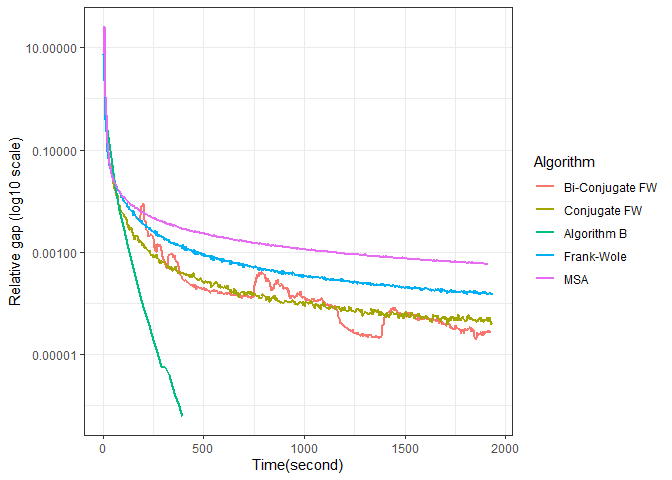 10.00000
0.10000
0.00100
0.00001
Relative gap (log10 scale)
0
500
1000
1500
2000
Time(second)
Algorithm
Bi-Conjugate FW
Conjugate FW
Algorithm B
Frank-Wole
MSA